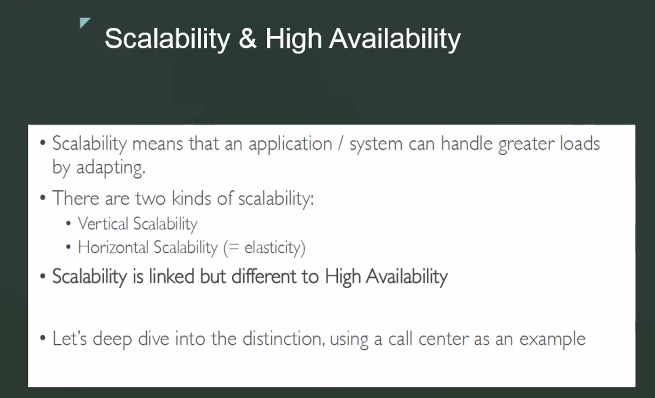 Scalability & High Availability
• Scalability means that an application / system can handle greater loads
by adapting.
• There are two kinds of scalability:
• Vertical Scalability
• Horizontal Scalability (= elasticity)
• Scalability is linked but different to High Availability
• Let's deep dive into the distinction, using a call center as an example